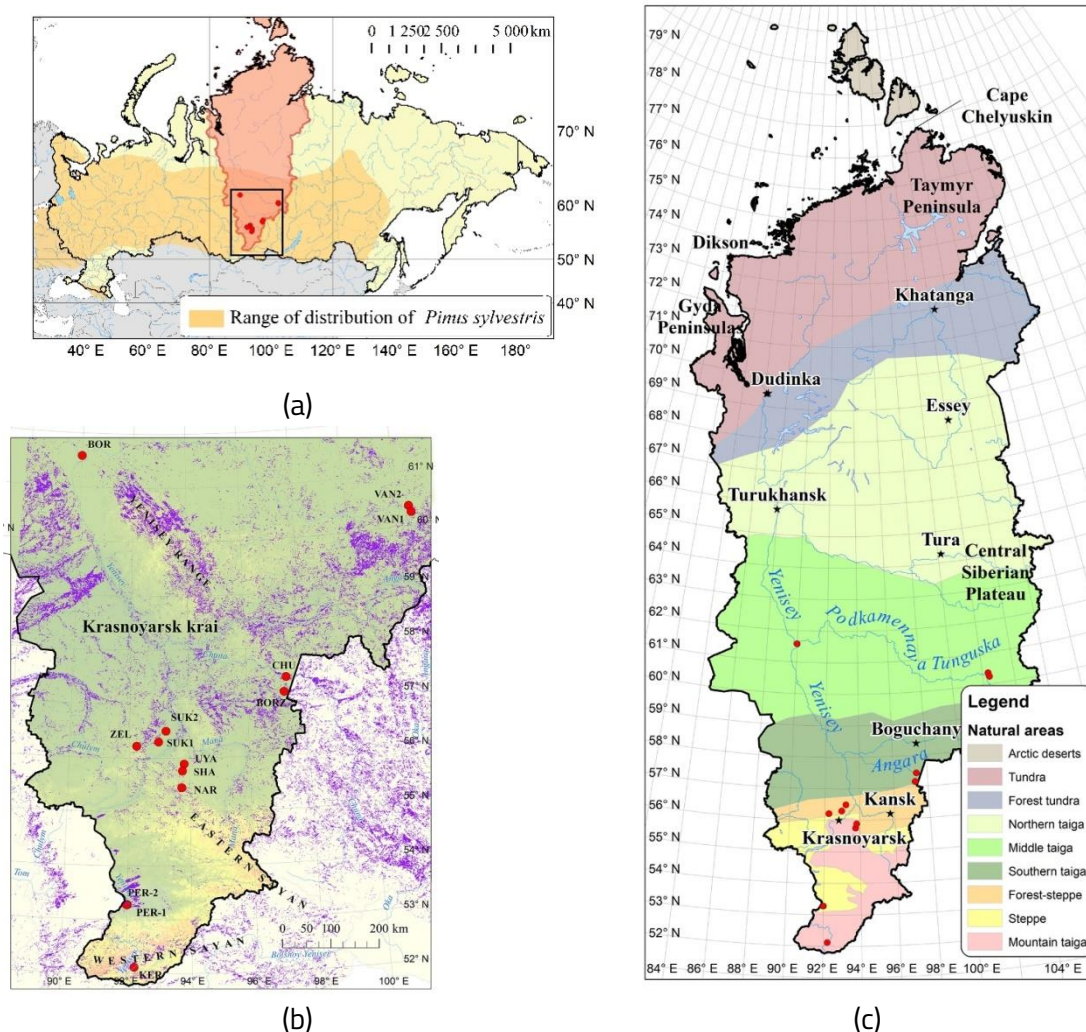 0 1 250 2 500 5 000 km
70° N
60° N
50° N
40° N
Range of distribution of Pinus sylvestris
40° E 60° E 80° E 100° E 120° E 140° E 160° E 180°
(a)
BOR
61° N
VAN2
VAN1
60° N
YENISEY RANGE
59° N
Krasnoyarsk krai
58° N
CHU
57° N
BORZ
SUK2
ZEL
SUK1
56° N
UYA
SHA
NAR
Chulym
EASTERN SAYAN
54° N
Tom
PER-2
PER-1
53° N
Oka
0 50 100 200 km
WESTERN SAYAN
52° N
KER
90° E 92° E 94° E 96° E 98° E
(b)
79° N
78° N
77° N
76° N
75° N
74° N
73° N
72° N
71° N
70° N
69° N
68° N
67° N
66° N
65° N
64° N
63° N
62° N
61° N
60° N
59° N
58° N
57° N
56° N
55° N
54° N
53° N
52° N
Cape
Chelyuskin
Taymyr
Peninsula
Dikson
Khatanga
Gyda
Peninsula
Dudinka
Essey
Turukhansk
Tura
Central
Siberian
Plateau
Yenisey
Podkamennay
a Tunguska
Yenisey
Boguchany
Angara
Kansk
Krasnoyarsk
Legend
Natural areas
Arctic deserts
Tundra
Forest tundra
Northern taiga
Middle taiga
Southern taiga
Forest-steppe
Steppe
Mountain taiga
84° E 86° E 88° E 90° E 92° E 94° E 96° E 98° E 100° E 104° E
(c)